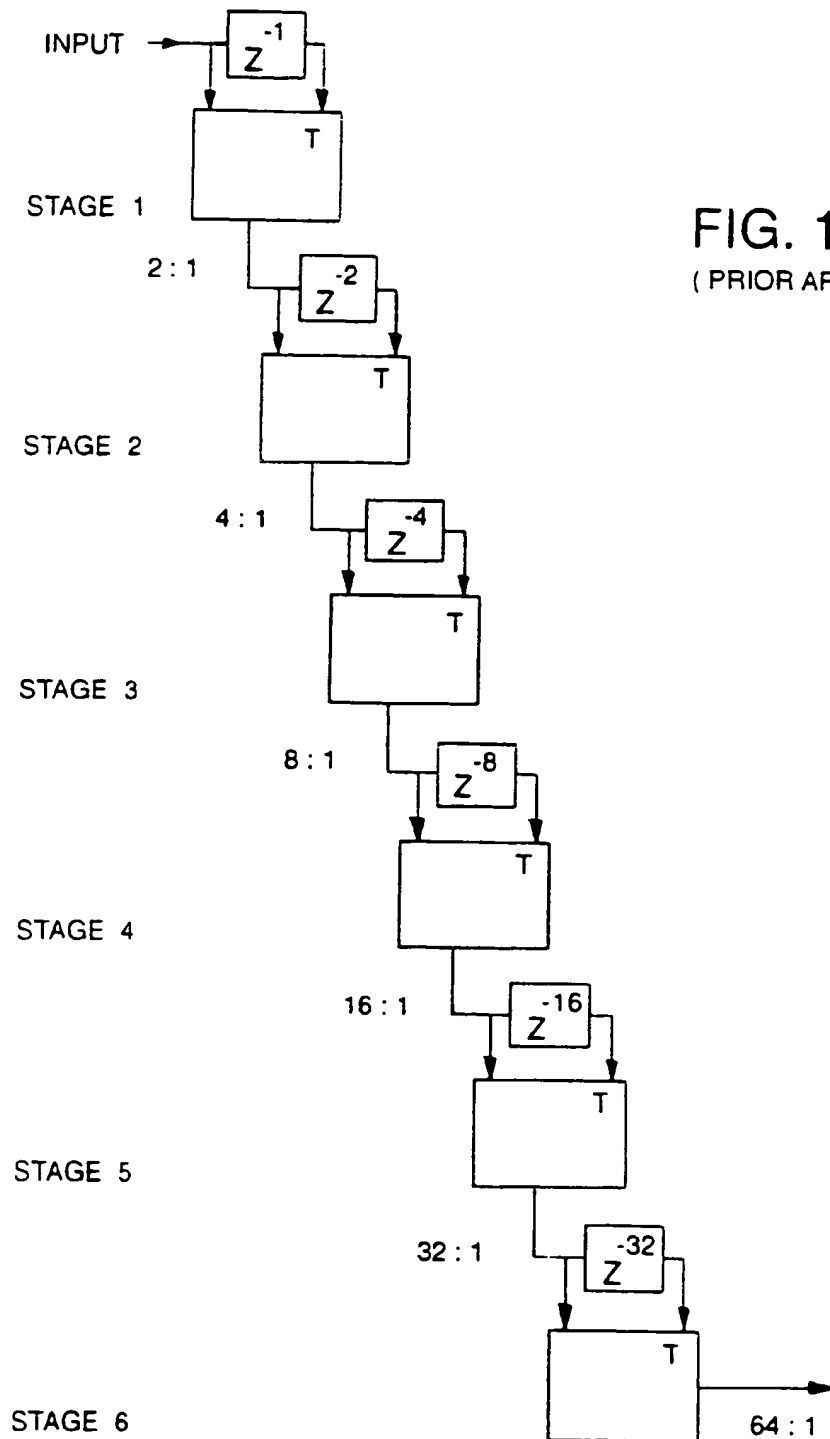 INPUT
Z-1
T
STAGE 1
FIG. 1
(PRIOR
2 : 1
Z-2
T
STAGE 2
4 : 1
Z-4
T
STAGE 3
8 : 1
Z-8
T
STAGE 4
16 : 1
Z-16
T
STAGE 5
32 : 1
Z-32
T
STAGE 6
64 : 1